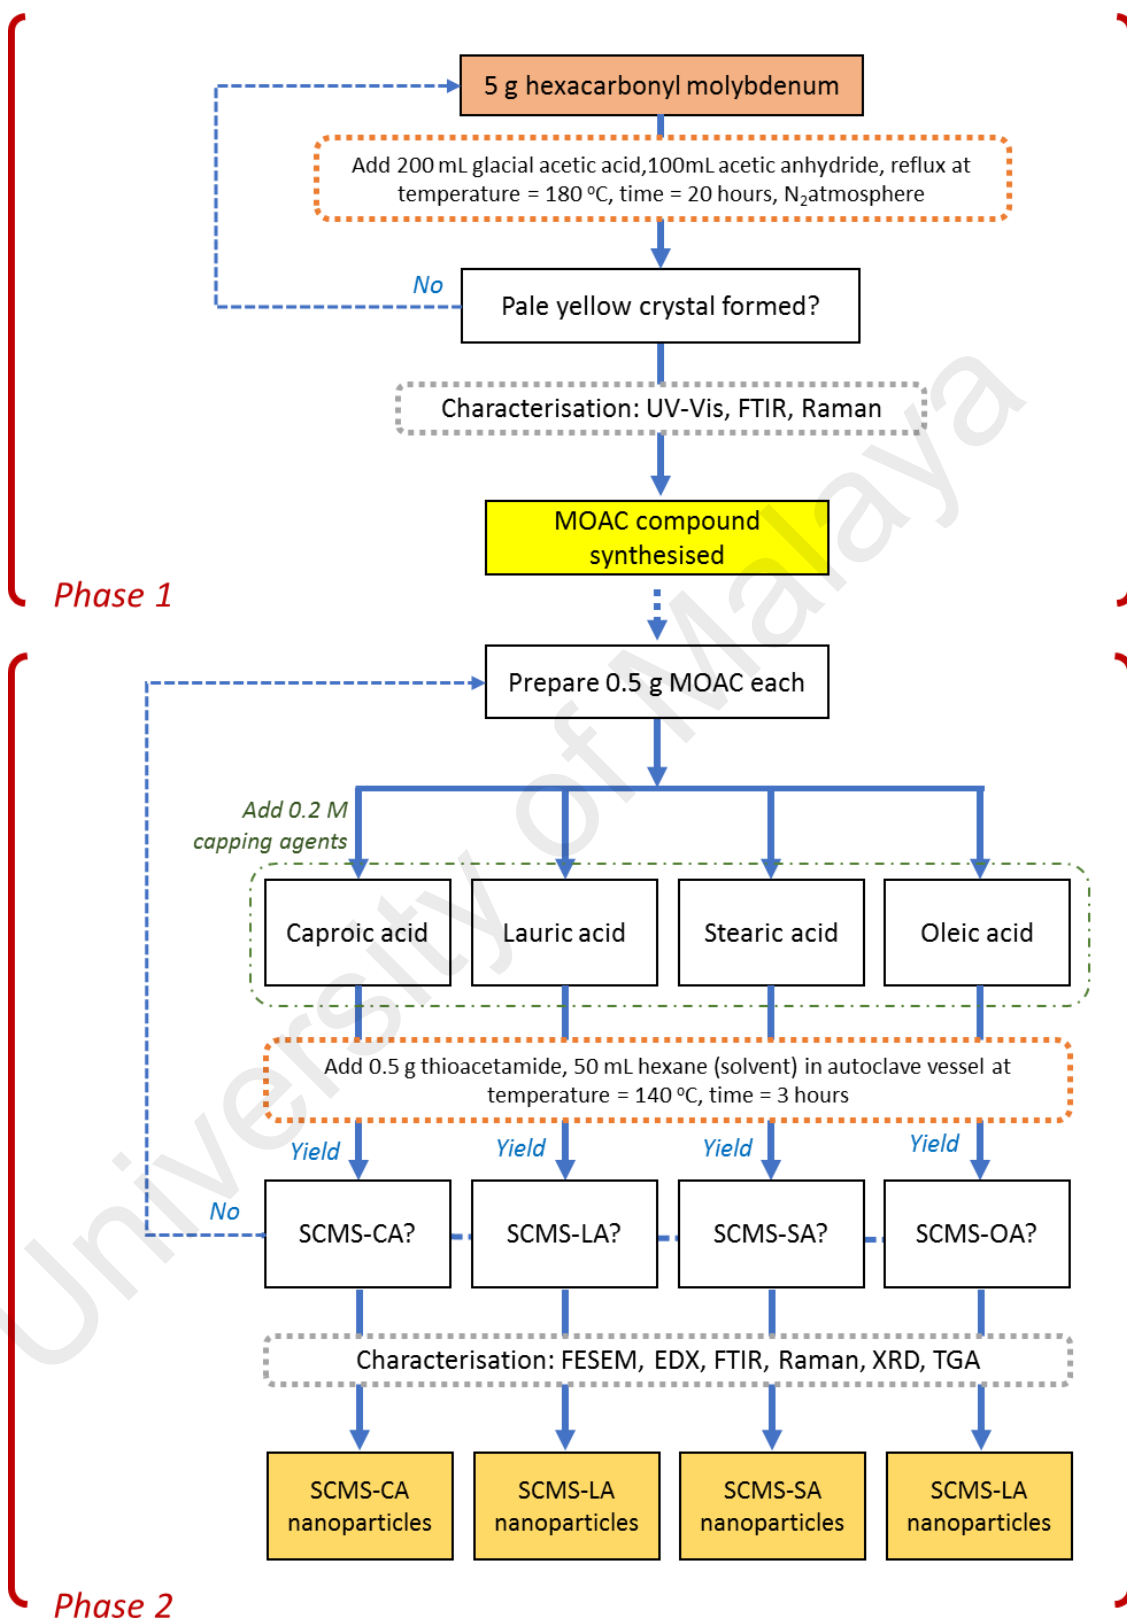 5 g hexacarbonyl molybdenum
Add 200 mL glacial acetic acid,100mL acetic anhydride, reflux at
temperature = 180 °C, time = 20 hours, N₂atmosphere
No
Pale yellow crystal formed?
Characterisation: UV-Vis, FTIR, Raman
MOAC compound
synthesised
Phase 1
Prepare 0.5 g MOAC each
Add 0.2 M
capping agents
Caproic acid
Lauric acid
Stearic acid
Oleic acid
Add 0.5 g thioacetamide, 50 mL hexane (solvent) in autoclave vessel at
temperature = 140 °C, time = 3 hours
Yield
Yield
Yield
Yield
No
SCMS-CA?
SCMS-LA?
SCMS-SA?
SCMS-OA?
Characterisation: FESEM, EDX, FTIR, Raman, XRD, TGA
SCMS-CA
nanoparticles
SCMS-LA
nanoparticles
SCMS-SA
nanoparticles
SCMS-LA
nanoparticles
Phase 2
University of Malaya